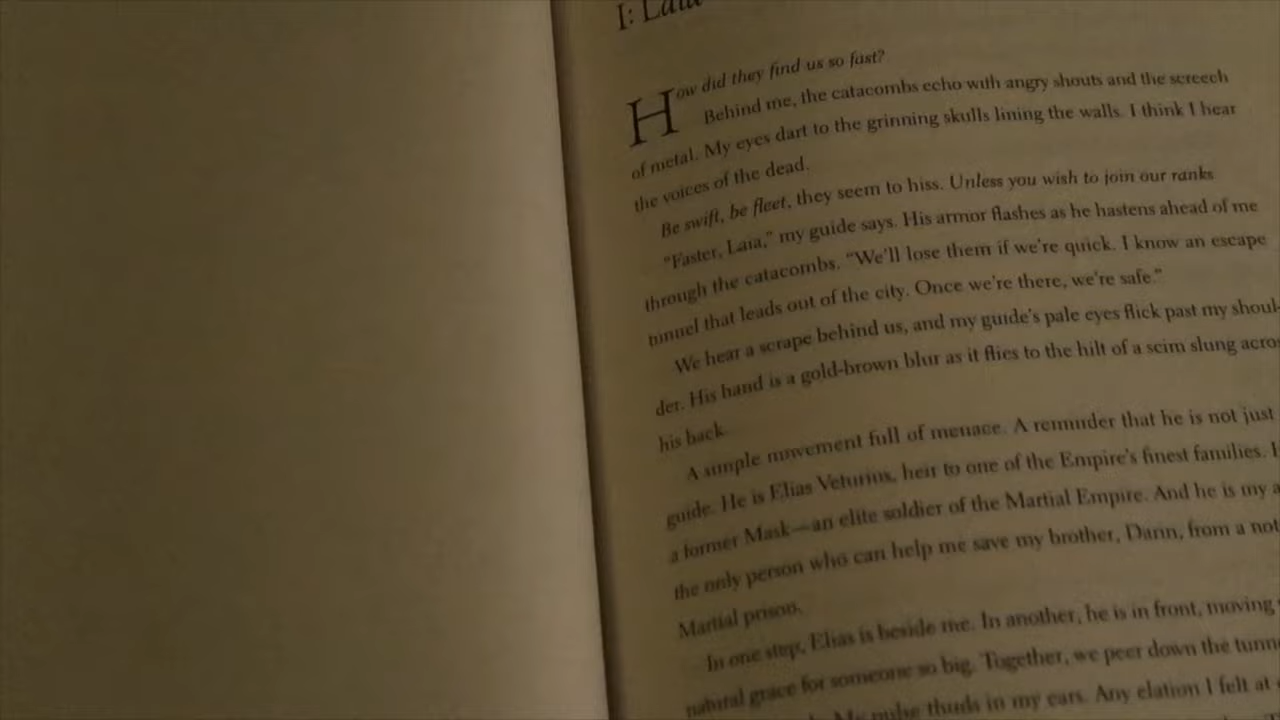 I: Laia
How did they find us so fast?
Behind me, the catacombs echo with angry shouts and the screech
of metal. My eyes dart to the grinning skulls lining the walls. I think I hear
the voices of the dead.
Be swift, be fleet, they seem to hiss. Unless you wish to join our ranks
“Faster, Laia,” my guide says. His armor flashes as he hastens ahead of me
through the catacombs. “We’ll lose them if we’re quick. I know an escape
tunnel that leads out of the city. Once we’re there, we’re safe.”
We hear a scrape behind us, and my guide’s pale eyes flick past my shoul-
der. His hand is a gold-brown blur as it flies to the hilt of a scim slung acro
his back.
A simple movement full of menace. A reminder that he is not just
guide. He is Elias Veturius, heir to one of the Empire’s finest families.
a former Mask—an elite soldier of the Martial Empire. And he is my a
the only person who can help me save my brother, Darin, from a not
Martial prison.
In one step, Elias is beside me. In another, he is in front, moving
natural grace for someone so big. Together, we peer down the tunn
My pulse thuds in my ears. Any elation I felt at